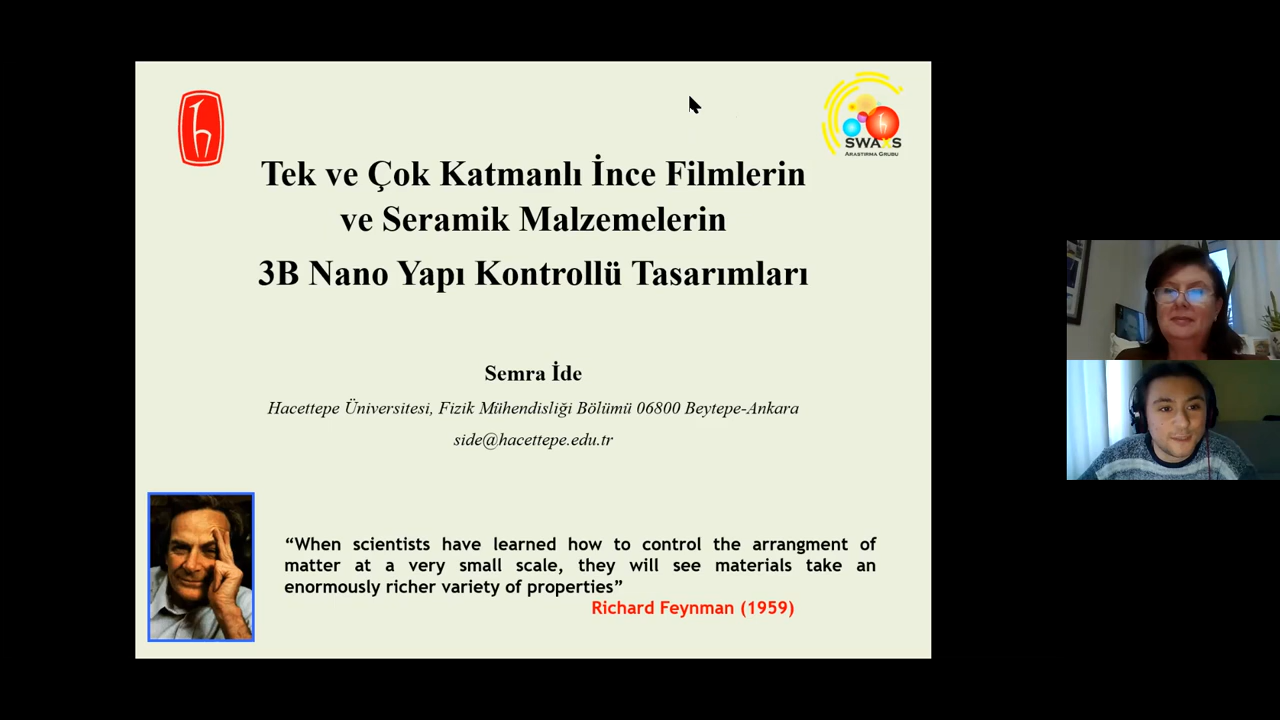 SWAXS
ARAŞTIRMA GRUBU
Tek ve Çok Katmanlı İnce Filmlerin
ve Seramik Malzemelerin
3B Nano Yapı Kontrollü Tasarımları
Semra İde
Hacettepe Üniversitesi, Fizik Mühendisliği Bölümü 06800 Beytepe-Ankara
side@hacettepe.edu.tr
“When scientists have learned how to control the arrangment of
matter at a very small scale, they will see materials take an
enormously richer variety of properties”
Richard Feynman (1959)